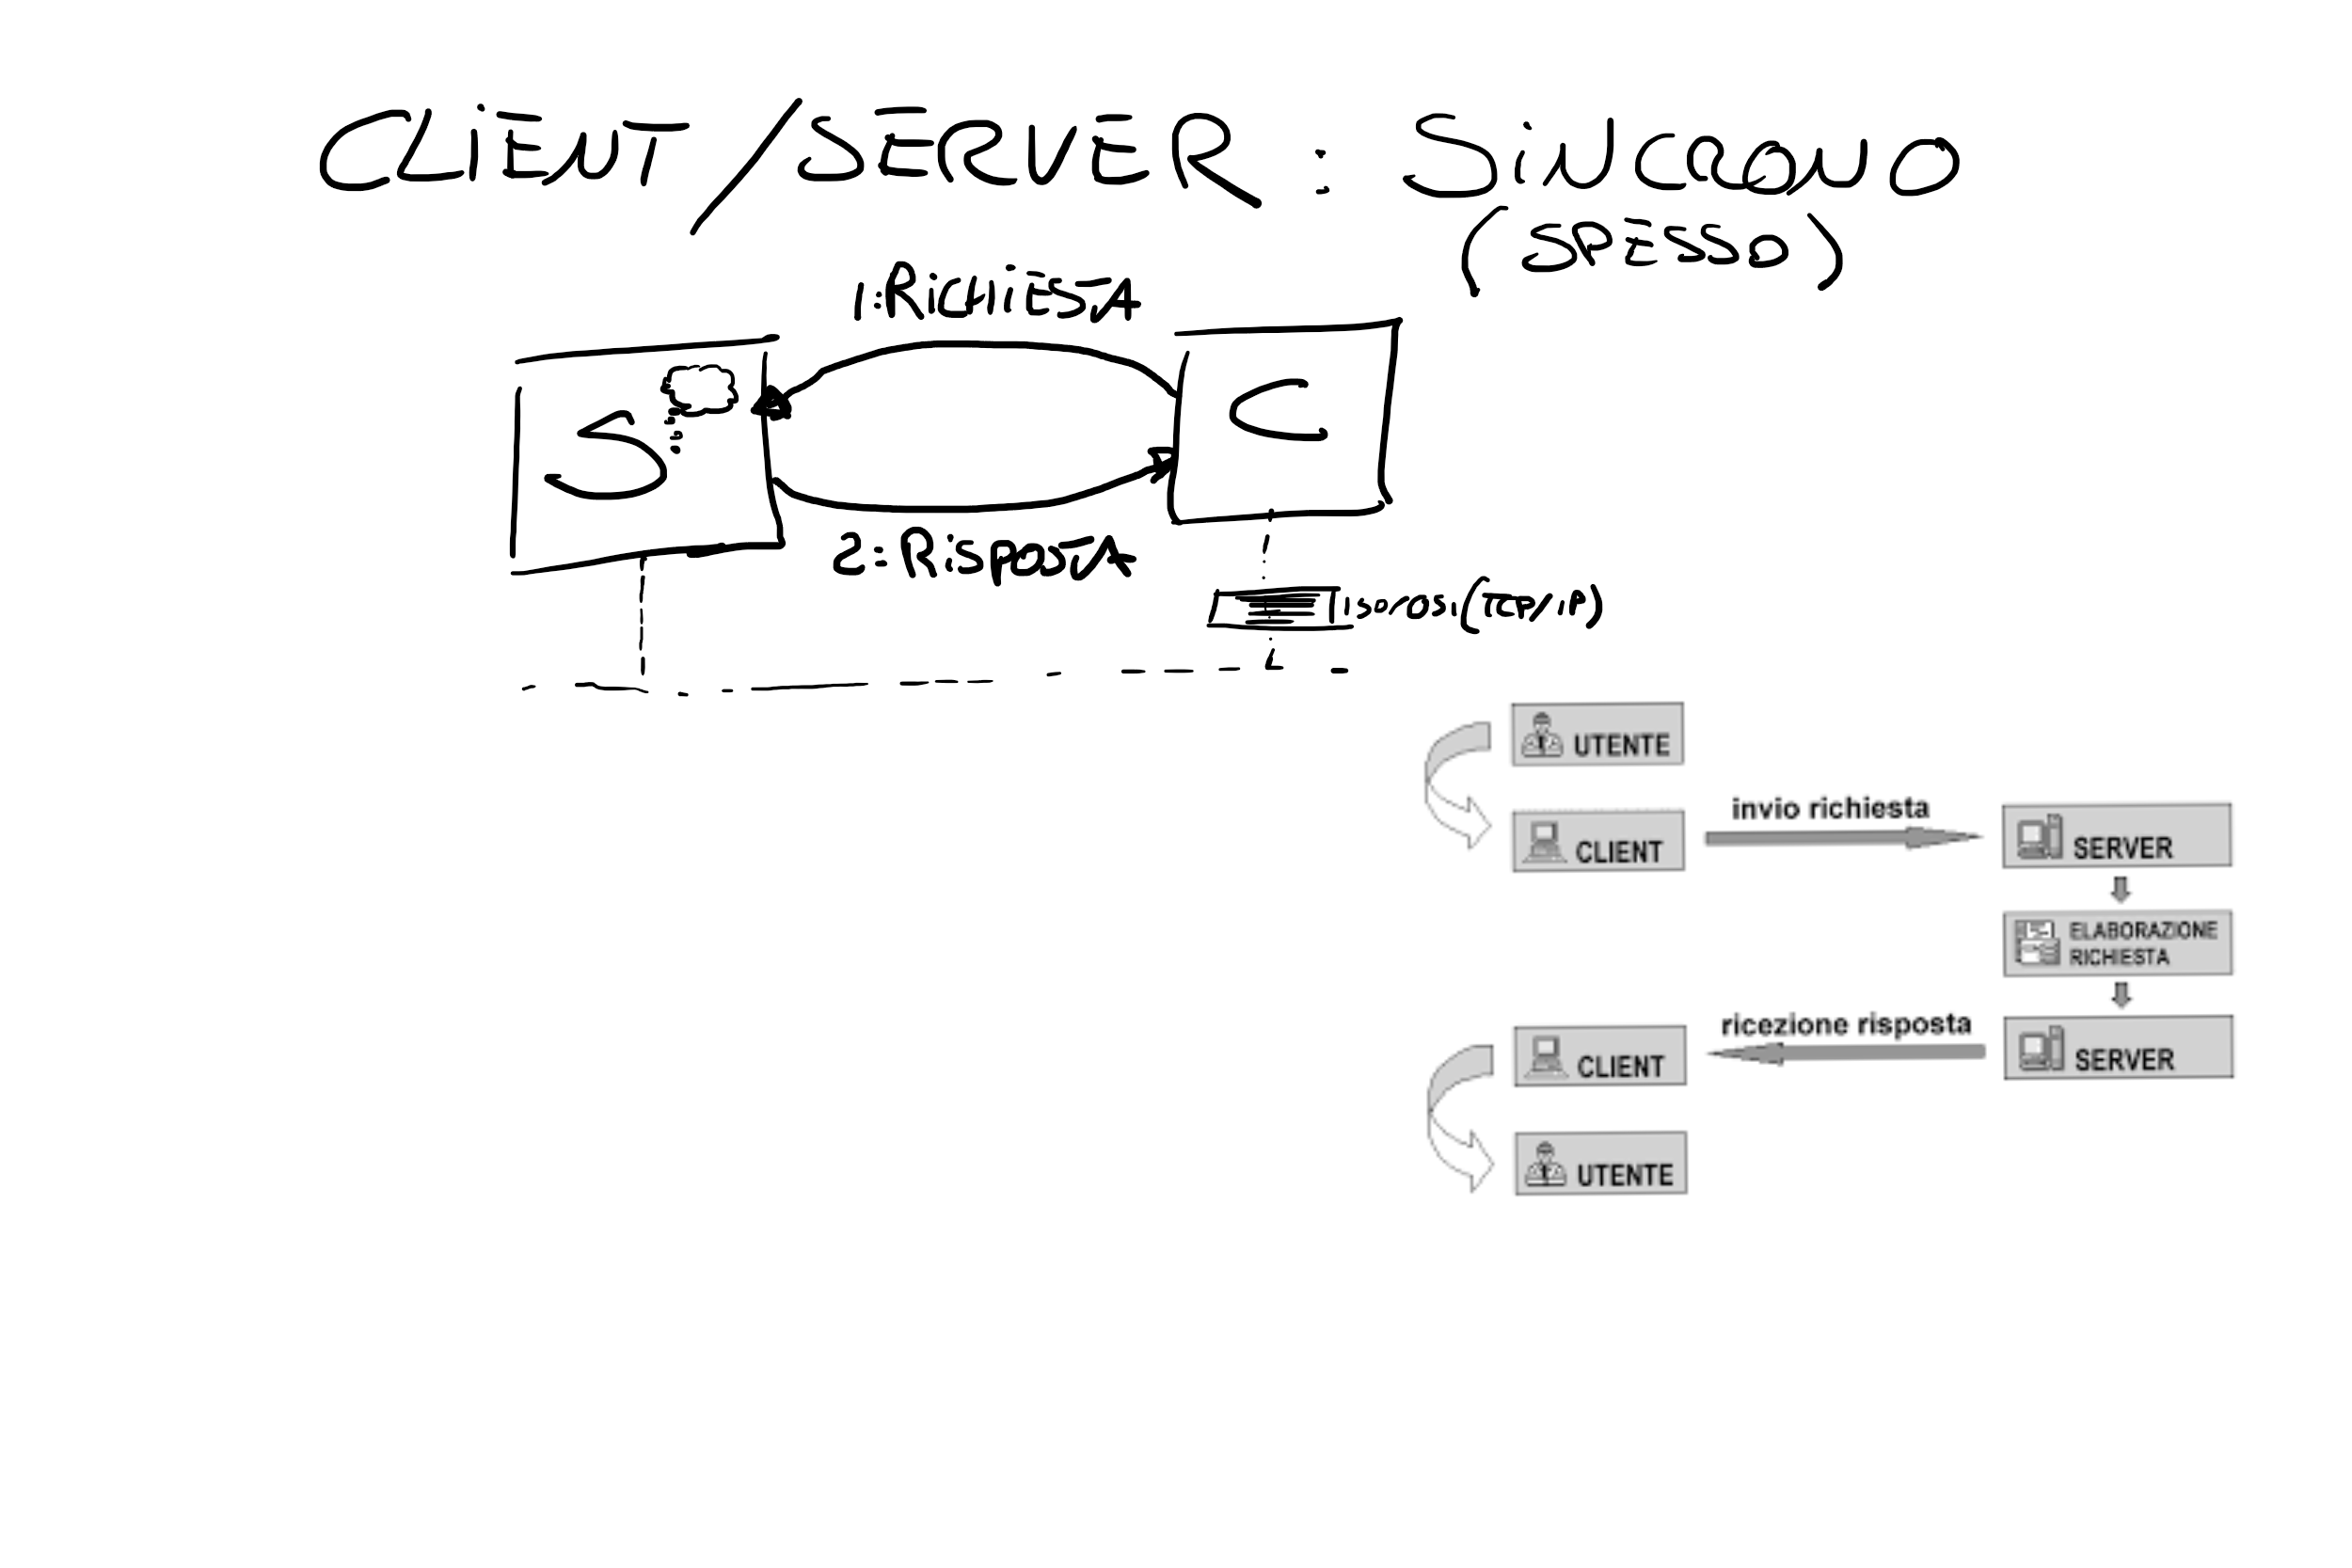 CLIENT/SERVER: SINCRONO
(SPESSO)
1:RICHIESTA
S
C
2:RISPOSTA
ISO/OSI(TCP/IP)
UTENTE
invio richiesta
CLIENT
SERVER
ELABORAZIONE
RICHIESTA
ricezione risposta
CLIENT
SERVER
UTENTE